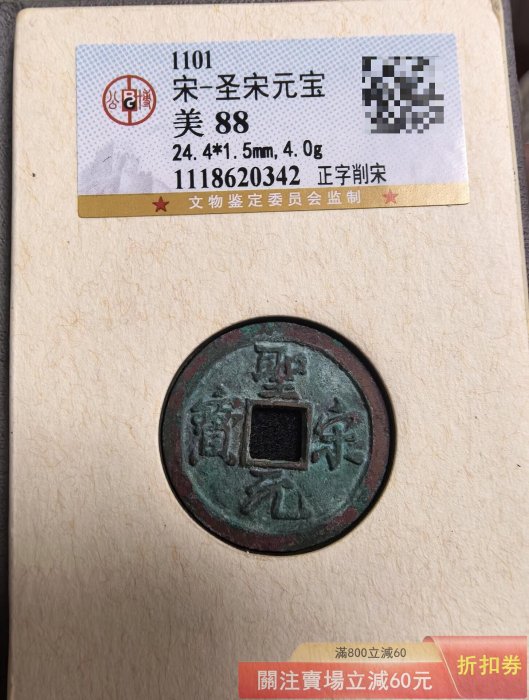 1101
宋-圣宋元宝
美 88
24.4*1.5mm,4.0g
1118620342 正字削宋
公博
文物鉴定委员会监制
聖宋元寶
滿800立減60
關注賣場立減60元
折扣券